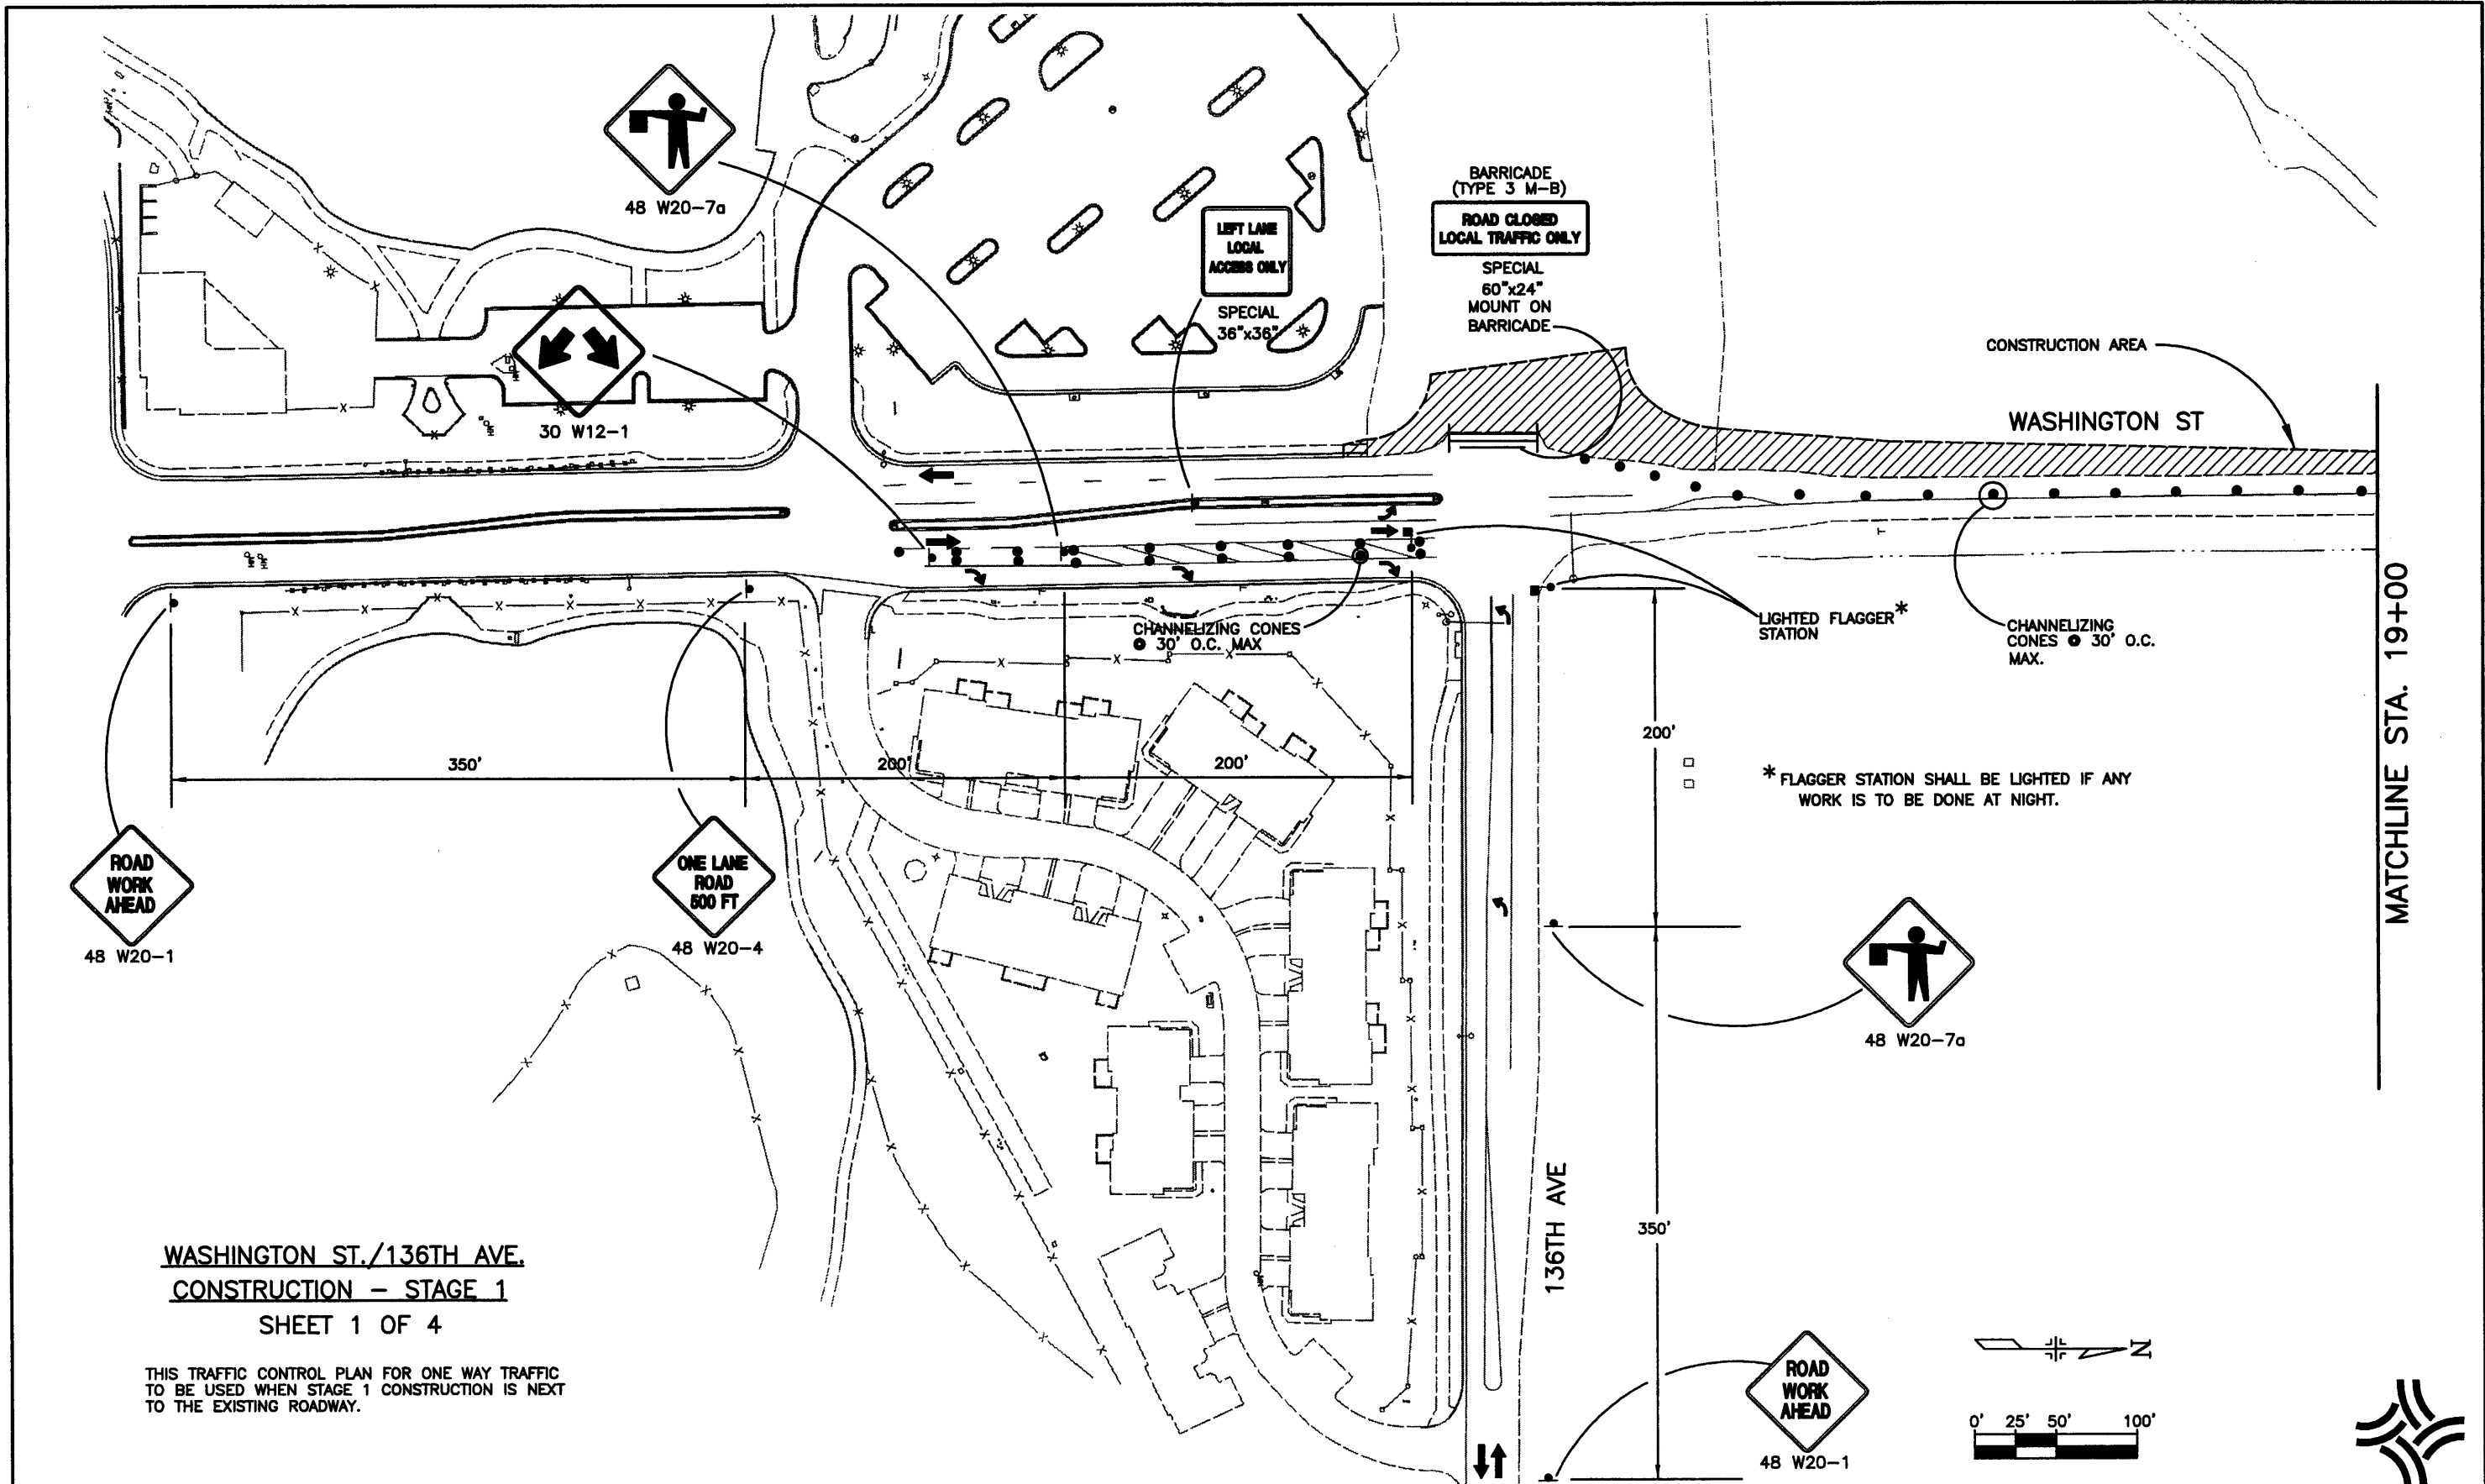 48 W20-7a
LEFT LANE
LOCAL
ACCESS ONLY
SPECIAL
36"x36"
BARRICADE
(TYPE 3 M-B)
ROAD CLOSED
LOCAL TRAFFIC ONLY
SPECIAL
60"x24"
MOUNT ON
BARRICADE
CONSTRUCTION AREA
WASHINGTON ST
30 W12-1
CHANNELIZING CONES
@ 30' O.C. MAX
LIGHTED FLAGGER*
STATION
CHANNELIZING
CONES @ 30' O.C.
MAX.
MATCHLINE STA. 19+00
350'
200'
200'
200'
* FLAGGER STATION SHALL BE LIGHTED IF ANY
WORK IS TO BE DONE AT NIGHT.
ROAD
WORK
AHEAD
48 W20-1
ONE LANE
ROAD
500 FT
48 W20-4
48 W20-7a
136TH AVE
350'
WASHINGTON ST./136TH AVE.
CONSTRUCTION - STAGE 1
SHEET 1 OF 4
THIS TRAFFIC CONTROL PLAN FOR ONE WAY TRAFFIC
TO BE USED WHEN STAGE 1 CONSTRUCTION IS NEXT
TO THE EXISTING ROADWAY.
ROAD
WORK
AHEAD
48 W20-1
N
0' 25' 50' 100'